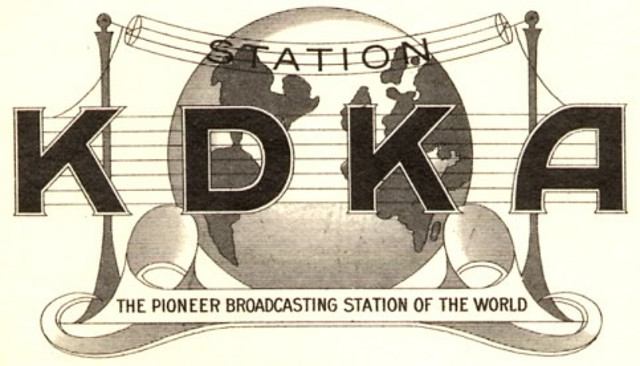 STATION
KDKA
THE PIONEER BROADCASTING STATION OF THE WORLD